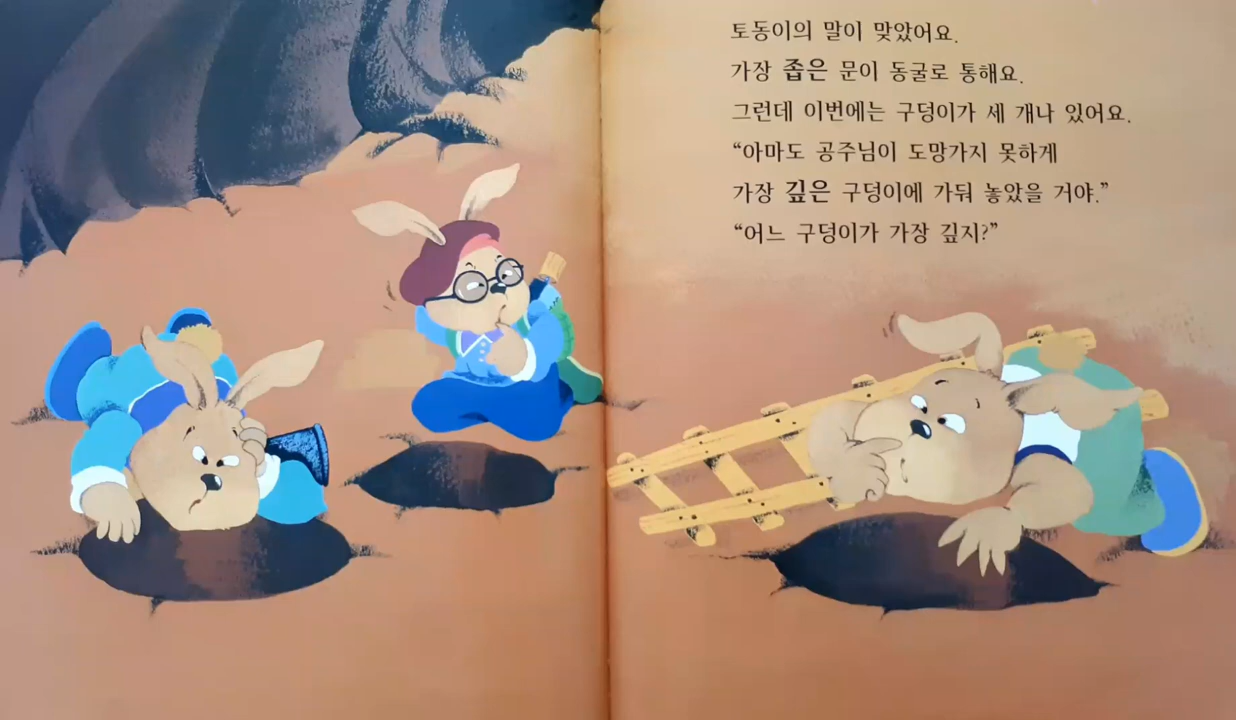 토동이의 말이 맞았어요.
가장 좁은 문이 동굴로 통해요.
그런데 이번에는 구덩이가 세 개나 있어요.
“아마도 공주님이 도망가지 못하게
가장 깊은 구덩이에 가둬 놓았을 거야.”
“어느 구덩이가 가장 깊지?”